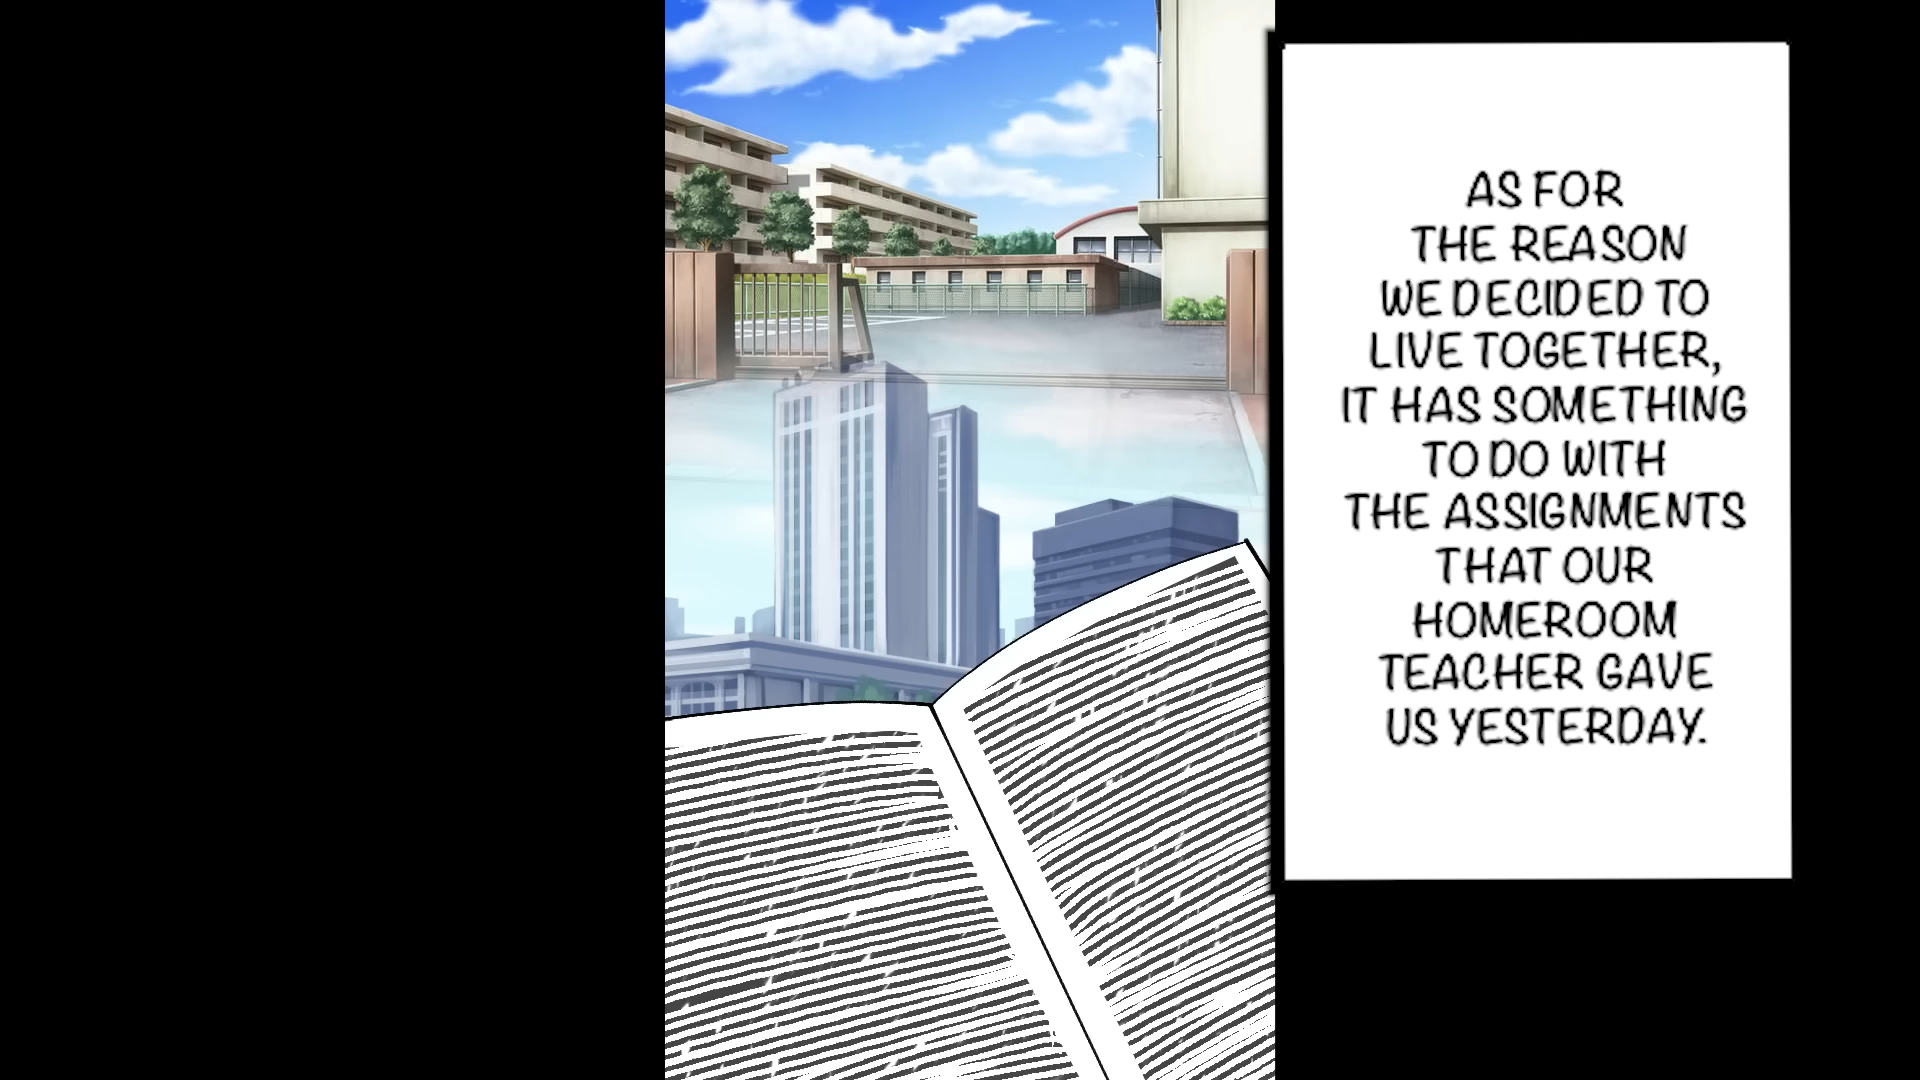 AS FOR
THE REASON
WE DECIDED TO
LIVE TOGETHER,
IT HAS SOMETHING
TO DO WITH
THE ASSIGNMENTS
THAT OUR
HOMEROOM
TEACHER GAVE
US YESTERDAY.